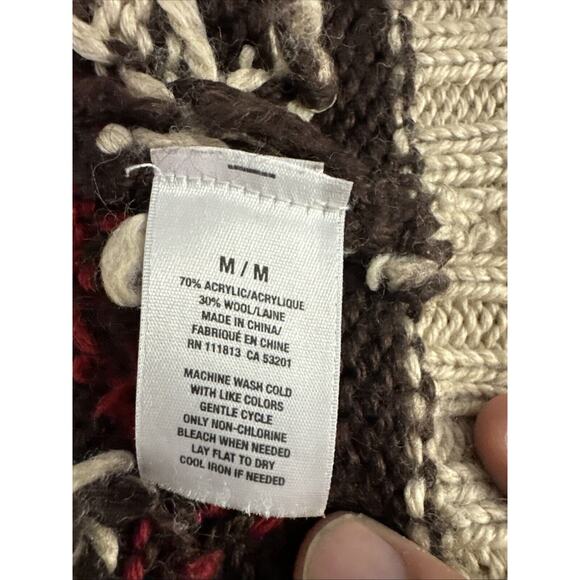 M / M
70% ACRYLIC/ACRYLIQUE
30% WOOL/LAINE
MADE IN CHINA/
FABRIQUÉ EN CHINE
RN 111813 CA 53201
MACHINE WASH COLD
WITH LIKE COLORS
GENTLE CYCLE
ONLY NON-CHLORINE
BLEACH WHEN NEEDED
LAY FLAT TO DRY
COOL IRON IF NEEDED